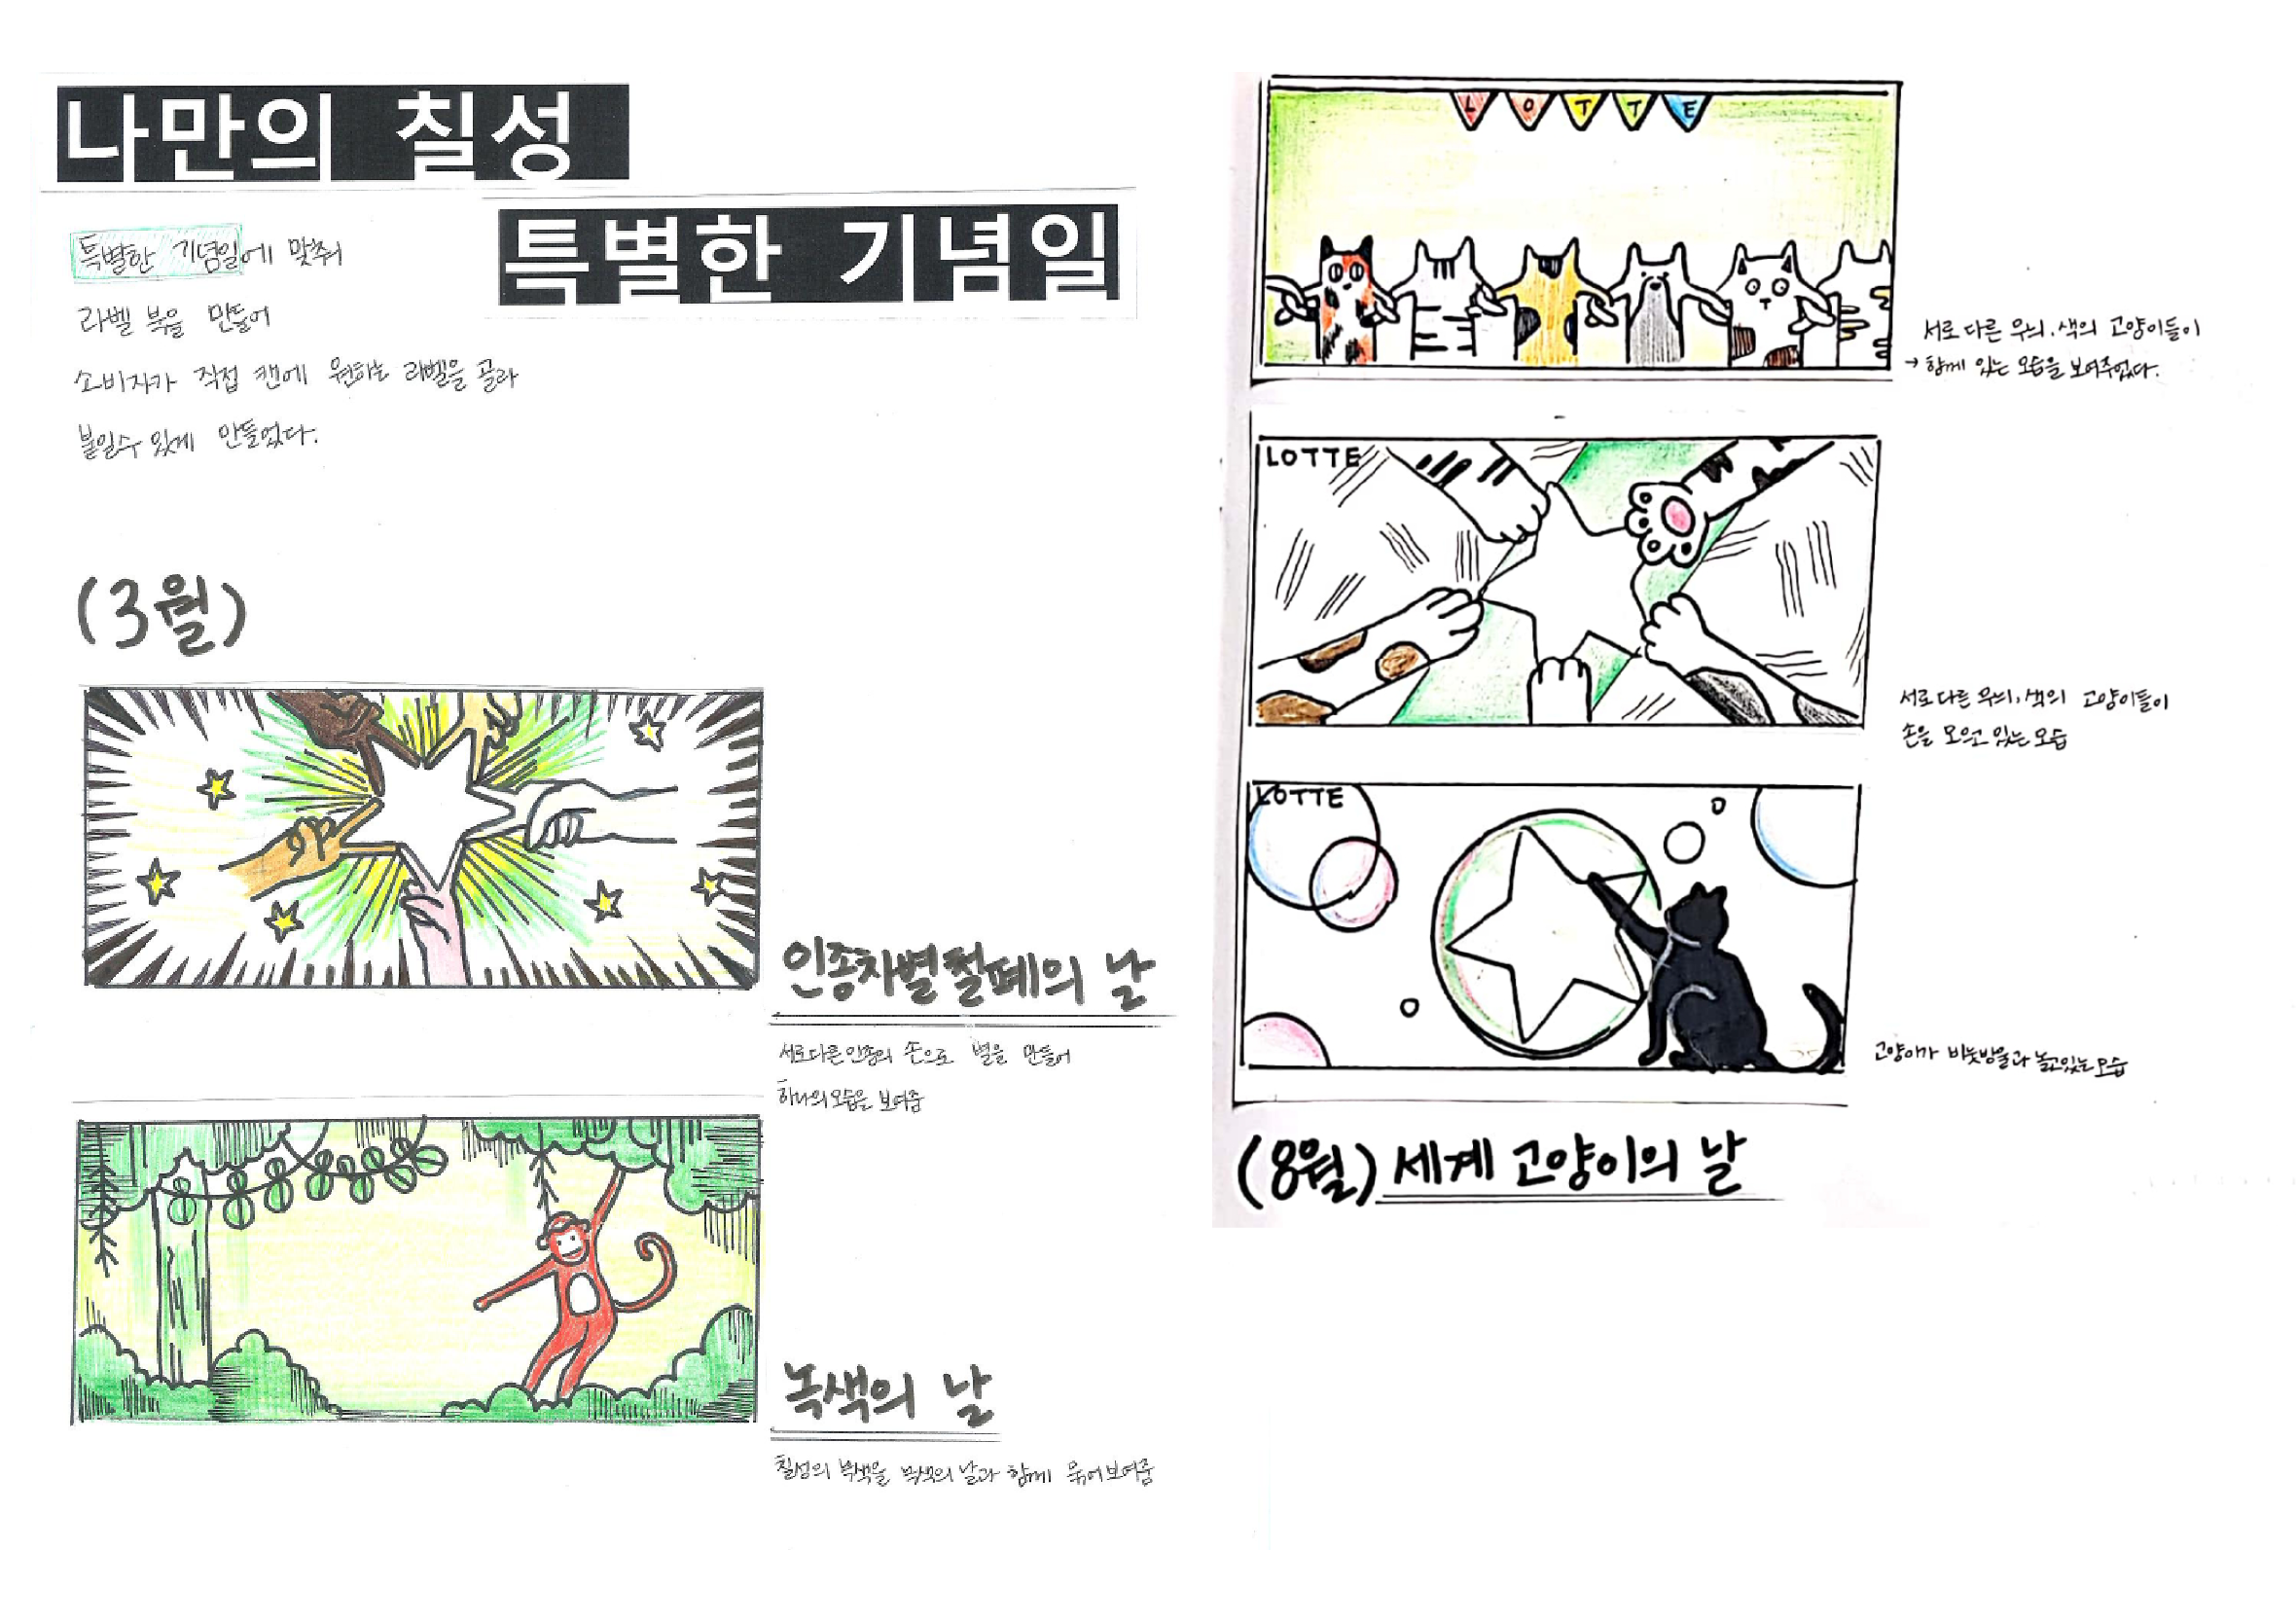 나만의 칠성
특별한 기념일
특별한 기념일에 맞춰
라벨 북을 만들어
소비자가 직접 캔에 원하는 라벨을 골라
붙일수 있게 만들었다.
(3월)
인종차별철폐의 날
서로다른인종의 손으로 별을 만들어
하나의모습을 보여줌
녹색의 날
칠성의 녹색을 녹색의 날과 함께 묶어보여줌
L O T T E
서로 다른 무늬, 색의 고양이들이
→ 함께 있는 모습을 보여주었다.
LOTTE
서로다른 무늬, 색의 고양이들이
손을 모으고 있는 모습
LOTTE
고양이가 비눗방울과 놀고있는 모습
(8월) 세계 고양이의 날